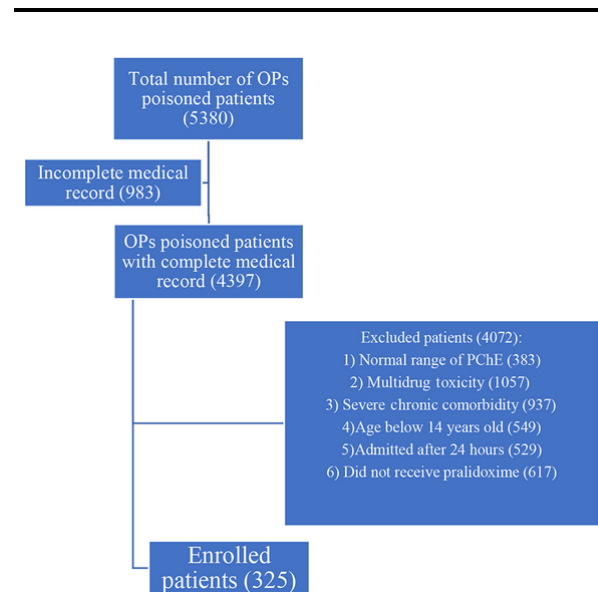 Total number of OPs
poisoned patients
(5380)
Incomplete medical
record (983)
OPs poisoned patients
with complete medical
record (4397)
Excluded patients (4072):
1) Normal range of PChE (383)
2) Multidrug toxicity (1057)
3) Severe chronic comorbidity (937)
4)Age below 14 years old (549)
5)Admitted after 24 hours (529)
6) Did not receive pralidoxime (617)
Enrolled
patients (325)